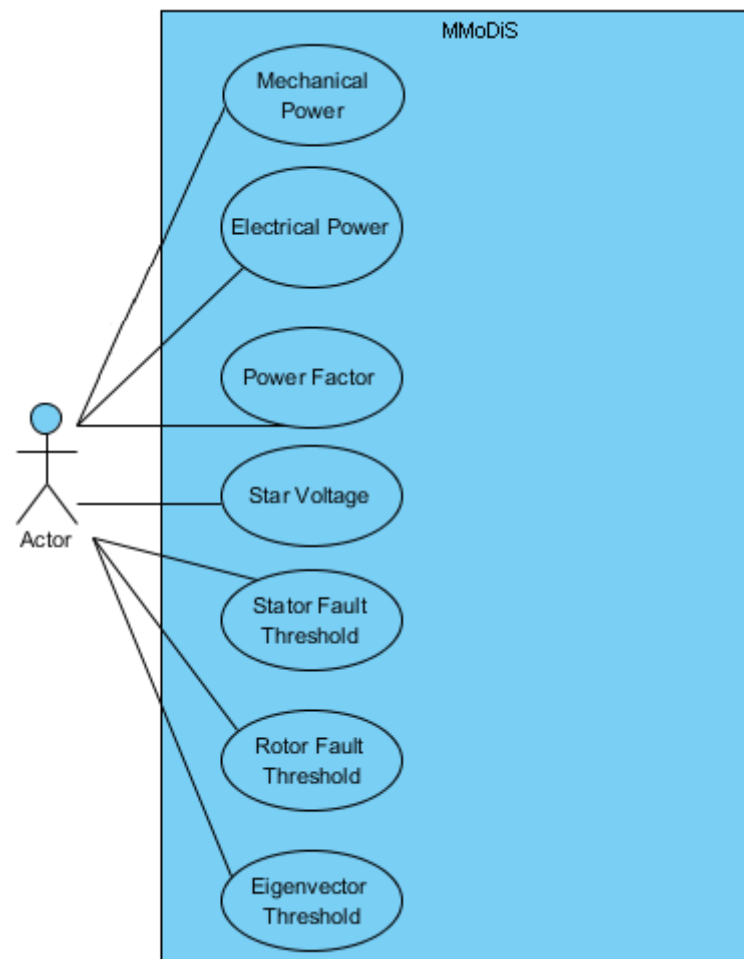 MMoDiS
Mechanical
Power
Electrical Power
Power Factor
Star Voltage
Actor
Stator Fault
Threshold
Rotor Fault
Threshold
Eigenvector
Threshold